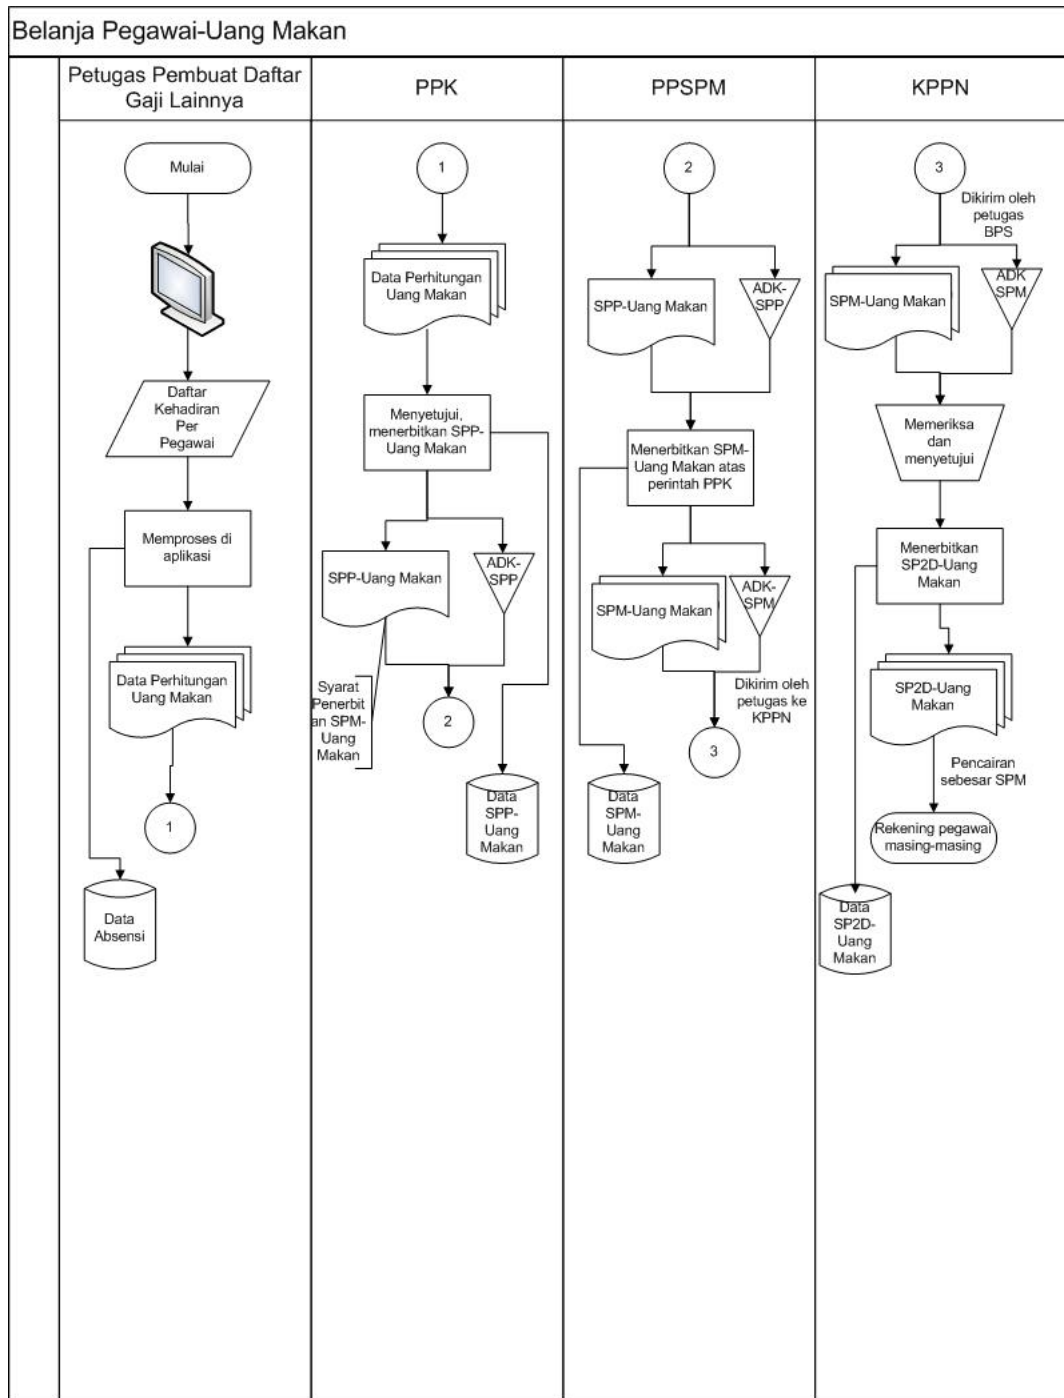 Belanja Pegawai-Uang Makan
Petugas Pembuat Daftar
Gaji Lainnya
PPK
PPSPM
KPPN
Mulai
Daftar
Kehadiran
Per
Pegawai
Memproses di
aplikasi
Data Perhitungan
Uang Makan
1
Data
Absensi
1
Data Perhitungan
Uang Makan
Menyetujui,
menerbitkan SPP-
Uang Makan
SPP-Uang Makan
ADK-
SPP
Syarat
Penerbit
an SPM-
Uang
Makan
2
Data
SPP-
Uang
Makan
2
SPP-Uang Makan
ADK-
SPP
Menerbitkan SPM-
Uang Makan atas
perintah PPK
SPM-Uang Makan
ADK-
SPM
Dikirim oleh
petugas ke
KPPN
3
Data
SPM-
Uang
Makan
3
Dikirim oleh
petugas
BPS
SPM-Uang Makan
ADK
SPM
Memeriksa
dan
menyetujui
Menerbitkan
SP2D-Uang
Makan
SP2D-Uang
Makan
Pencairan
sebesar SPM
Rekening pegawai
masing-masing
Data
SP2D-
Uang
Makan